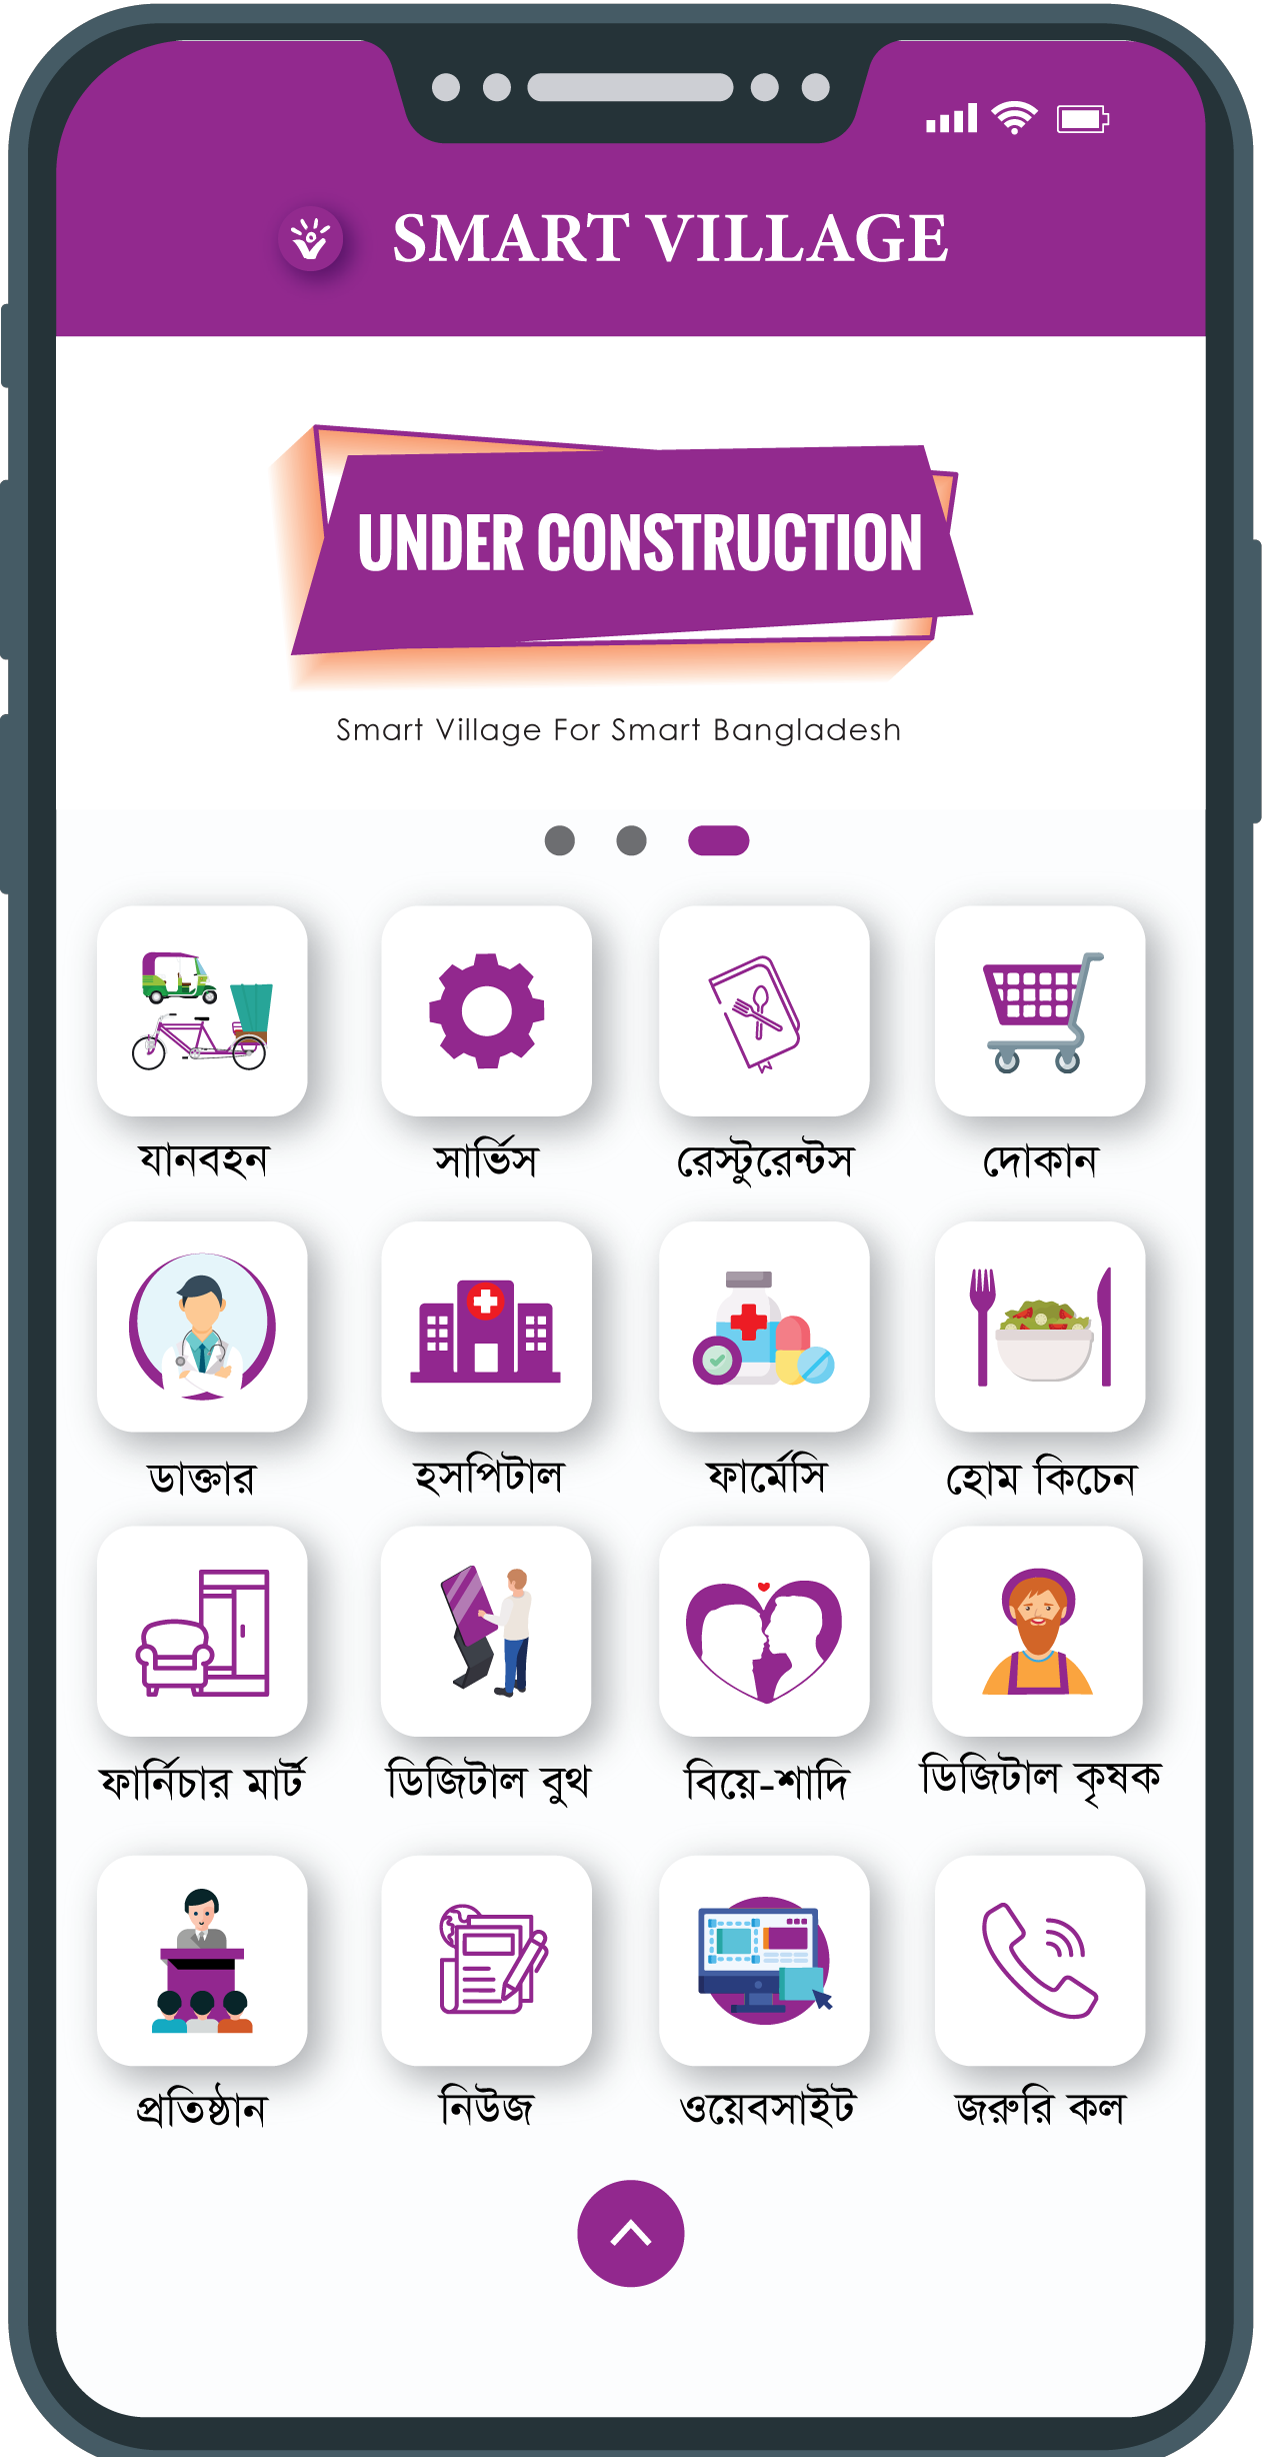 SMART VILLAGE
UNDER CONSTRUCTION
Smart Village For Smart Bangladesh
যানবহন
সার্ভিস
রেস্টুরেন্টস
দোকান
ডাক্তার
হসপিটাল
ফার্মেসি
হোম কিচেন
ফার্নিচার মার্ট
ডিজিটাল বুথ
বিয়ে-শাদি
ডিজিটাল কৃষক
প্রতিষ্ঠান
নিউজ
ওয়েবসাইট
জরুরি কল